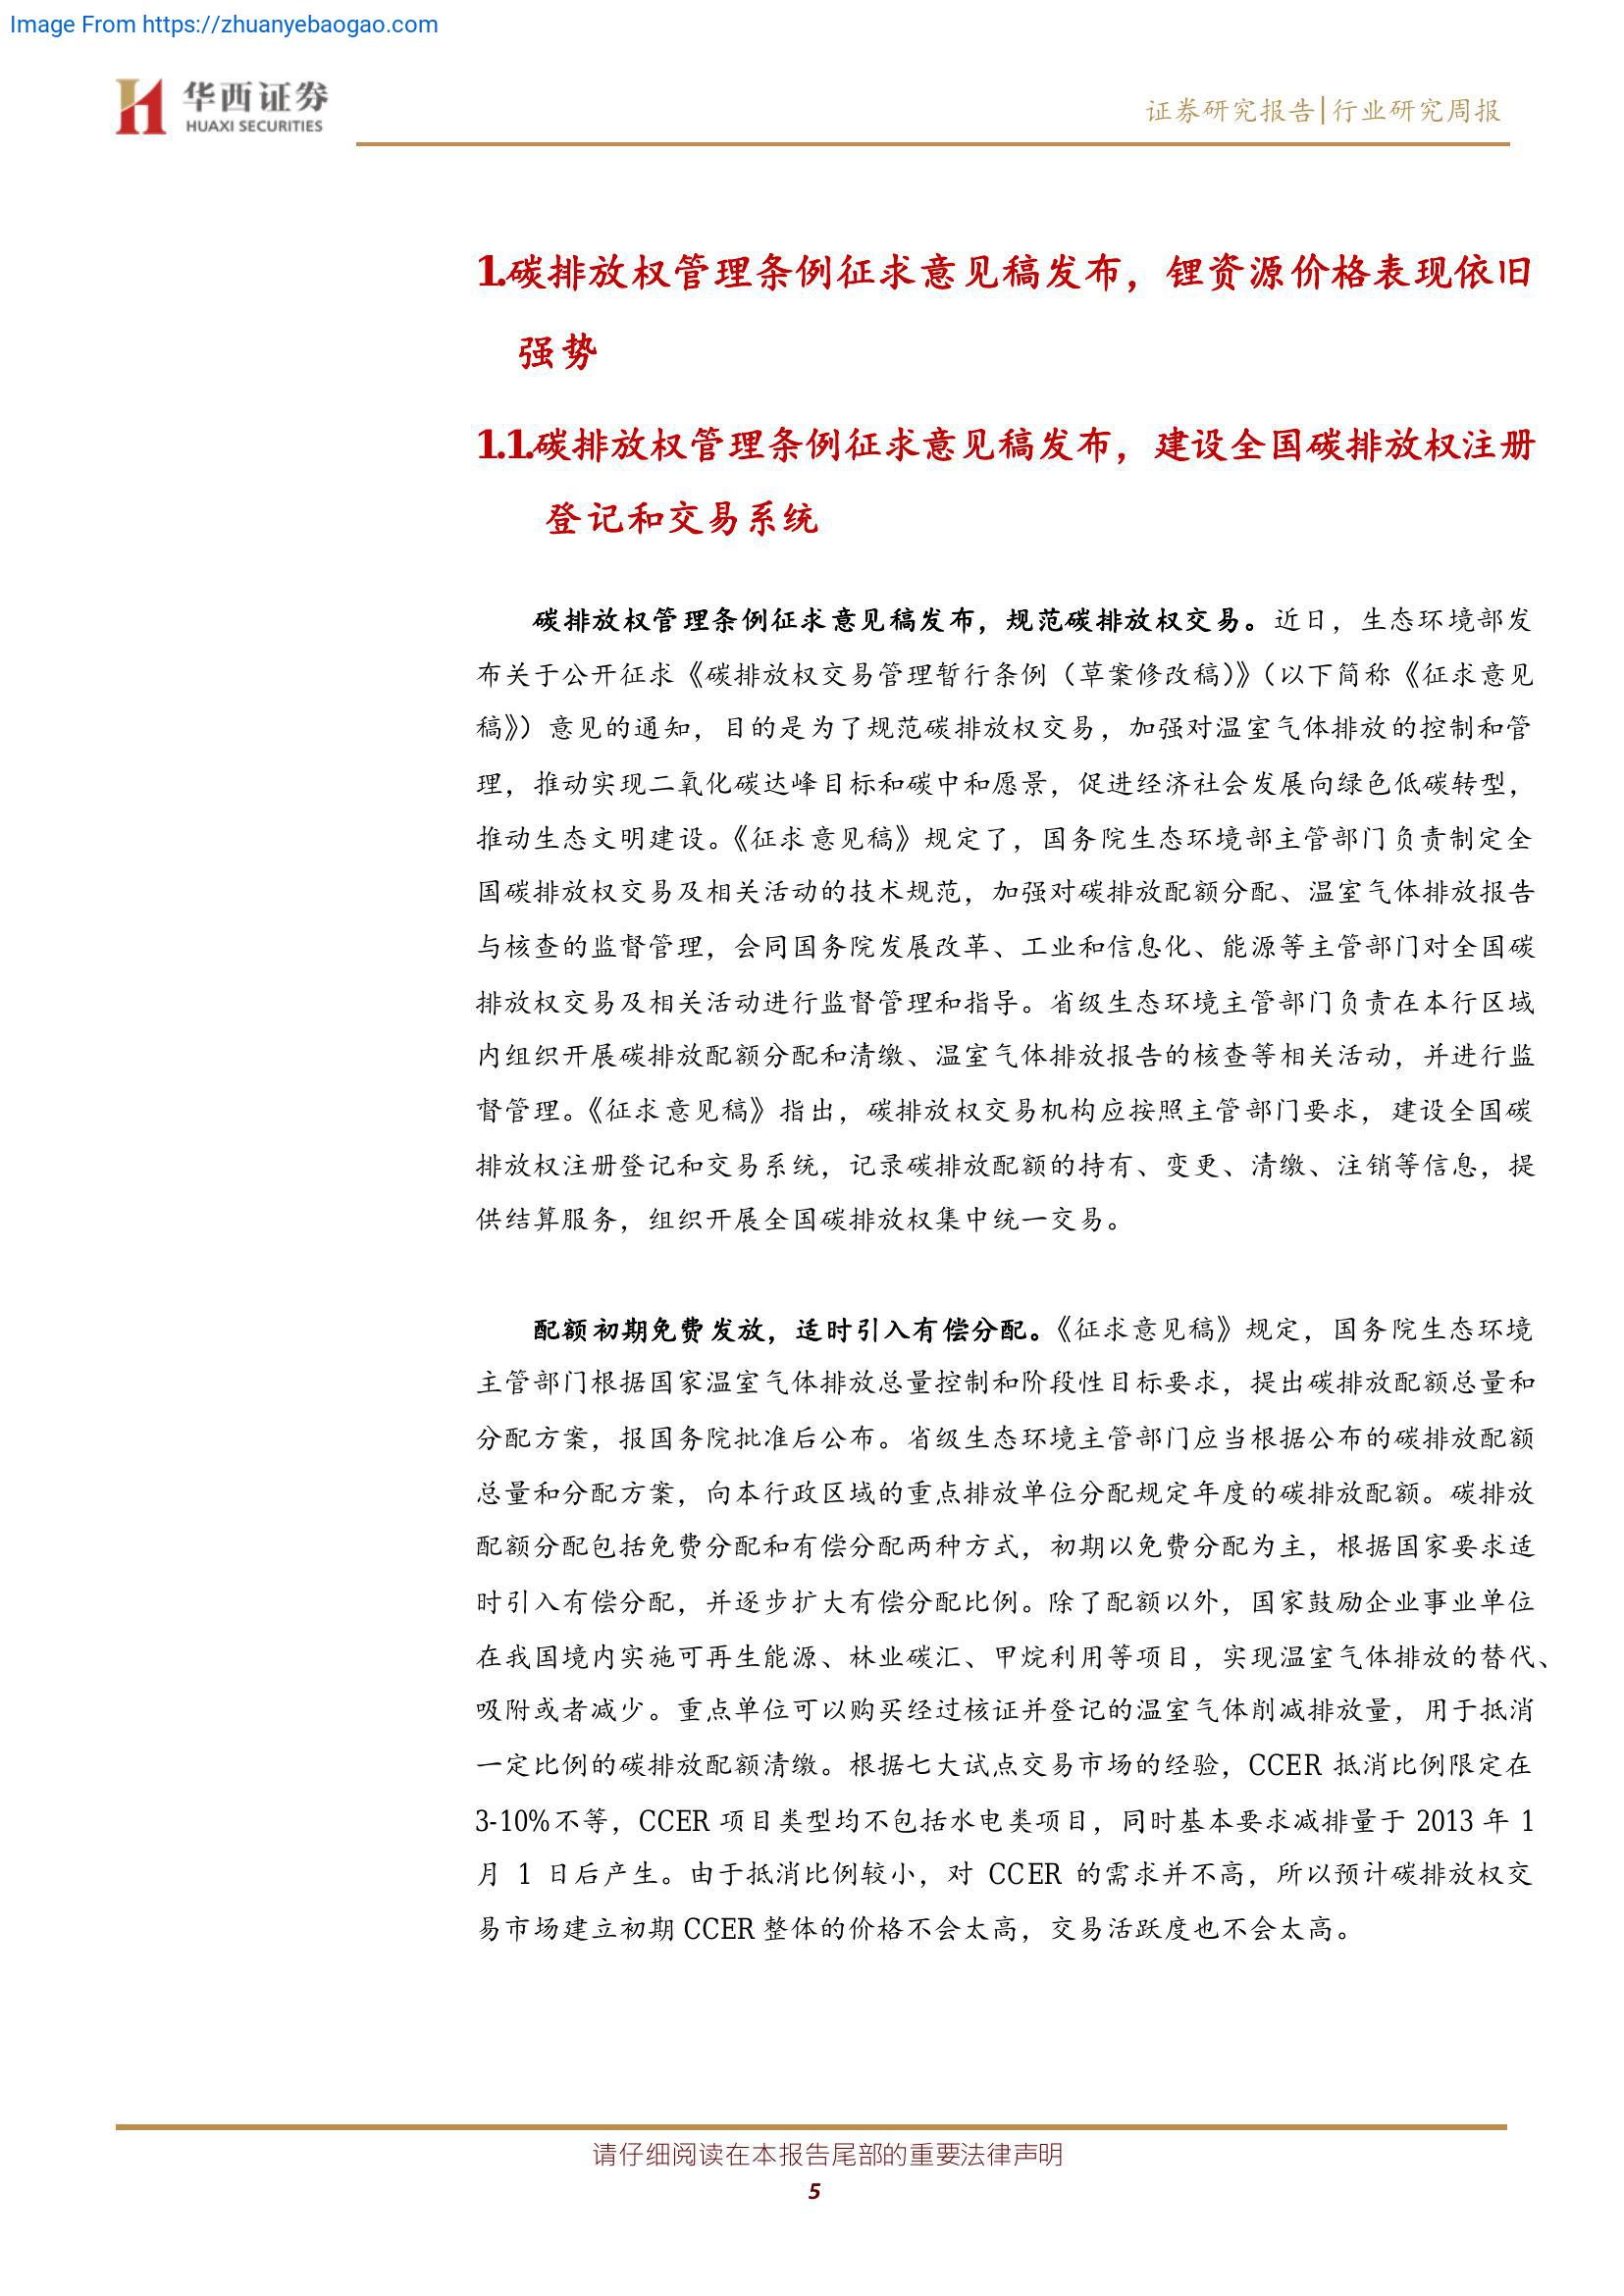 Image From https://zhuanyebaogao.com
华西证券
HUAXI SECURITIES
证券研究报告|行业研究周报
1.碳排放权管理条例征求意见稿发布，锂资源价格表现依旧
强势
1.1.碳排放权管理条例征求意见稿发布，建设全国碳排放权注册
登记和交易系统
碳排放权管理条例征求意见稿发布，规范碳排放权交易。近日，生态环境部发
布关于公开征求《碳排放权交易管理暂行条例（草案修改稿）》（以下简称《征求意见
稿》）意见的通知，目的是为了规范碳排放权交易，加强对温室气体排放的控制和管
理，推动实现二氧化碳达峰目标和碳中和愿景，促进经济社会发展向绿色低碳转型，
推动生态文明建设。《征求意见稿》规定了，国务院生态环境部主管部门负责制定全
国碳排放权交易及相关活动的技术规范，加强对碳排放配额分配、温室气体排放报告
与核查的监督管理，会同国务院发展改革、工业和信息化、能源等主管部门对全国碳
排放权交易及相关活动进行监督管理和指导。省级生态环境主管部门负责在本行区域
内组织开展碳排放配额分配和清缴、温室气体排放报告的核查等相关活动，并进行监
督管理。《征求意见稿》指出，碳排放权交易机构应按照主管部门要求，建设全国碳
排放权注册登记和交易系统，记录碳排放配额的持有、变更、清缴、注销等信息，提
供结算服务，组织开展全国碳排放权集中统一交易。
配额初期免费发放，适时引入有偿分配。《征求意见稿》规定，国务院生态环境
主管部门根据国家温室气体排放总量控制和阶段性目标要求，提出碳排放配额总量和
分配方案，报国务院批准后公布。省级生态环境主管部门应当根据公布的碳排放配额
总量和分配方案，向本行政区域的重点排放单位分配规定年度的碳排放配额。碳排放
配额分配包括免费分配和有偿分配两种方式，初期以免费分配为主，根据国家要求适
时引入有偿分配，并逐步扩大有偿分配比例。除了配额以外，国家鼓励企业事业单位
在我国境内实施可再生能源、林业碳汇、甲烷利用等项目，实现温室气体排放的替代、
吸附或者减少。重点单位可以购买经过核证并登记的温室气体削减排放量，用于抵消
一定比例的碳排放配额清缴。根据七大试点交易市场的经验，CCER 抵消比例限定在
3-10%不等，CCER 项目类型均不包括水电类项目，同时基本要求减排量于 2013 年 1
月 1 日后产生。由于抵消比例较小，对 CCER 的需求并不高，所以预计碳排放权交
易市场建立初期 CCER 整体的价格不会太高，交易活跃度也不会太高。
请仔细阅读在本报告尾部的重要法律声明
5